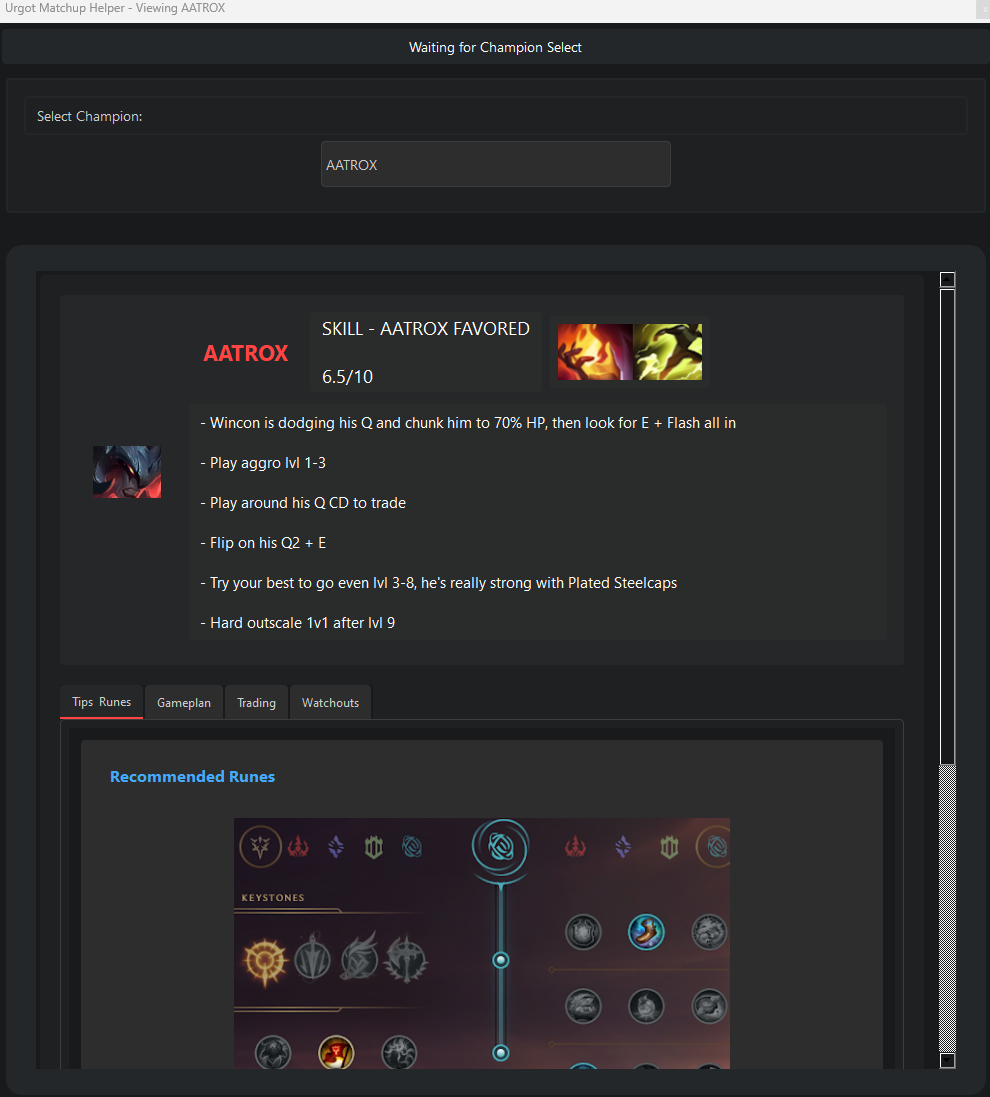 Urgot Matchup Helper - Viewing AATROX
Waiting for Champion Select
Select Champion:
AATROX
AATROX
SKILL - AATROX FAVORED
6.5/10
- Wincon is dodging his Q and chunk him to 70% HP, then look for E + Flash all in
- Play aggro lvl 1-3
- Play around his Q CD to trade
- Flip on his Q2 + E
- Try your best to go even lvl 3-8, he's really strong with Plated Steelcaps
- Hard outscale 1v1 after lvl 9
Tips Runes
Gameplan
Trading
Watchouts
Recommended Runes
KEYSTONES